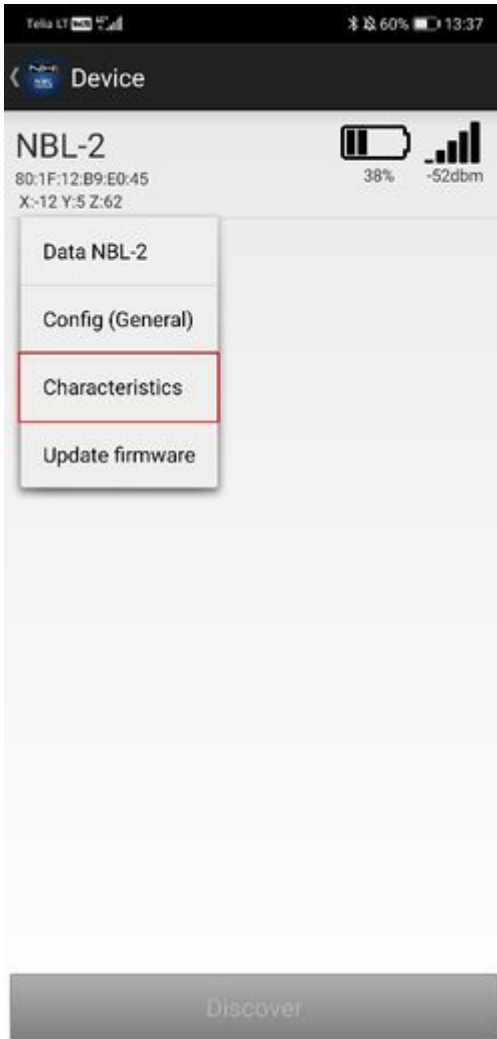 Telia LT 60% 13:37
Device
NBL-2
80:1F:12:B9:E0:45
X:-12 Y:5 Z:62
38% -52dbm
Data NBL-2
Config (General)
Characteristics
Update firmware
Discover